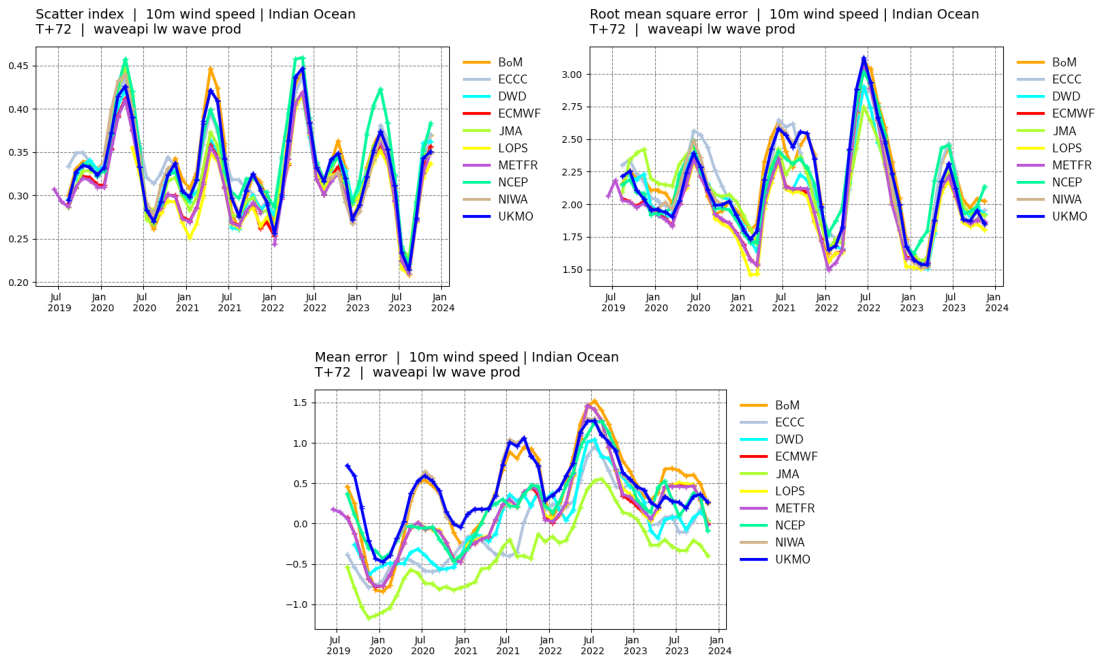 Scatter index | 10m wind speed | Indian Ocean
T+72 | waveapi lw wave prod
0.45
0.40
0.35
0.30
0.25
0.20
Jul Jan Jul Jan Jul Jan Jul Jan Jul Jan
2019 2020 2020 2021 2021 2022 2022 2023 2023 2024
BoM
ECCC
DWD
ECMWF
JMA
LOPS
METFR
NCEP
NIWA
UKMO
Root mean square error | 10m wind speed | Indian Ocean
T+72 | waveapi lw wave prod
3.00
2.75
2.50
2.25
2.00
1.75
1.50
Jul Jan Jul Jan Jul Jan Jul Jan Jul Jan
2019 2020 2020 2021 2021 2022 2022 2023 2023 2024
BoM
ECCC
DWD
ECMWF
JMA
LOPS
METFR
NCEP
NIWA
UKMO
Mean error | 10m wind speed | Indian Ocean
T+72 | waveapi lw wave prod
1.5
1.0
0.5
0.0
−0.5
−1.0
Jul Jan Jul Jan Jul Jan Jul Jan Jul Jan
2019 2020 2020 2021 2021 2022 2022 2023 2023 2024
BoM
ECCC
DWD
ECMWF
JMA
LOPS
METFR
NCEP
NIWA
UKMO